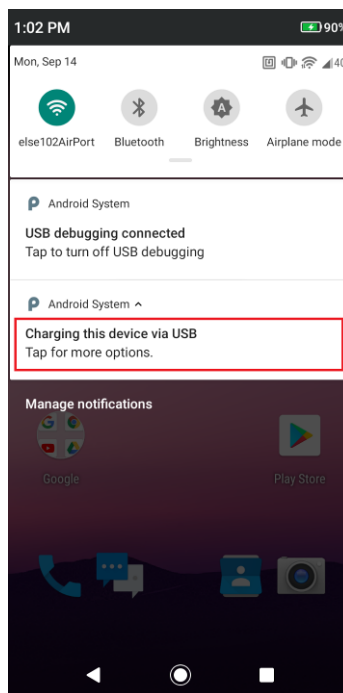 1:02 PM
90%
Mon, Sep 14
4G
else102AirPort
Bluetooth
Brightness
Airplane mode
Android System
USB debugging connected
Tap to turn off USB debugging
Android System
Charging this device via USB
Tap for more options.
Manage notifications
Google
Play Store